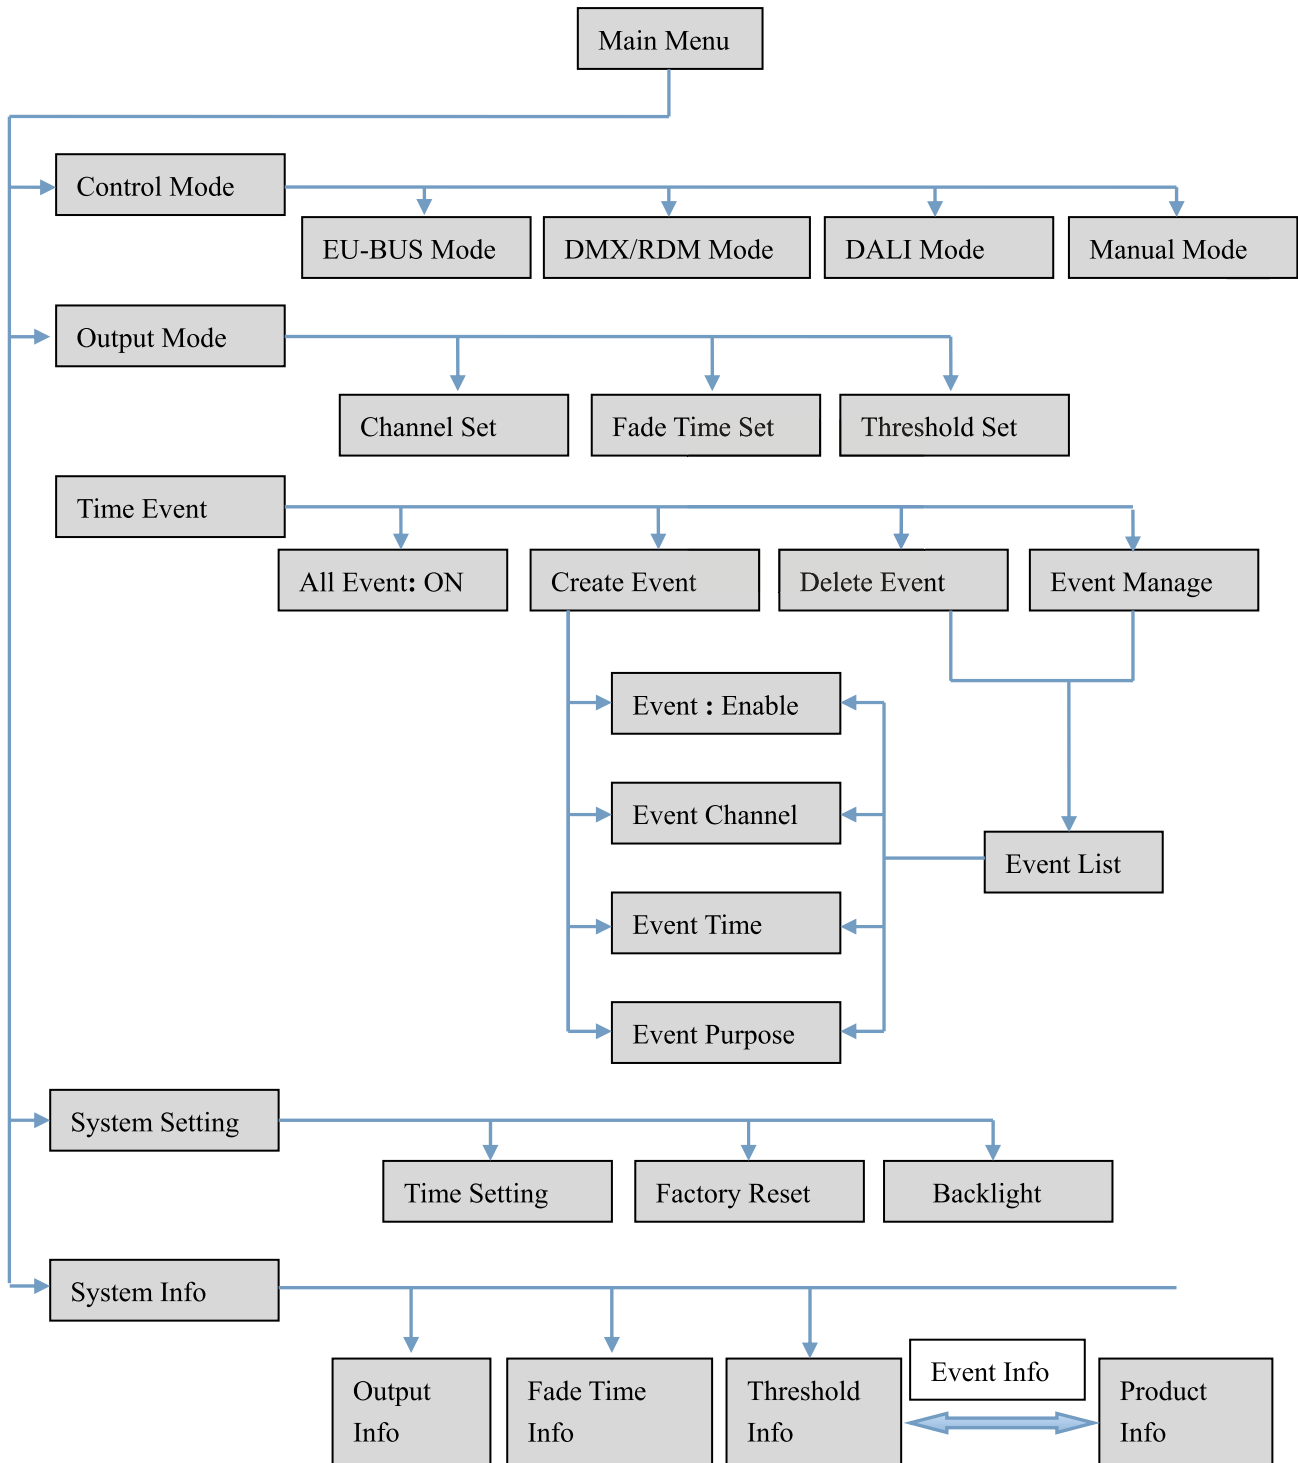 Main Menu
Control Mode
EU-BUS Mode
DMX/RDM Mode
DALI Mode
Manual Mode
Output Mode
Channel Set
Fade Time Set
Threshold Set
Time Event
All Event: ON
Create Event
Delete Event
Event Manage
Event : Enable
Event Channel
Event List
Event Time
Event Purpose
System Setting
Time Setting
Factory Reset
Backlight
System Info
Output
Info
Fade Time
Info
Threshold
Info
Event Info
Product
Info